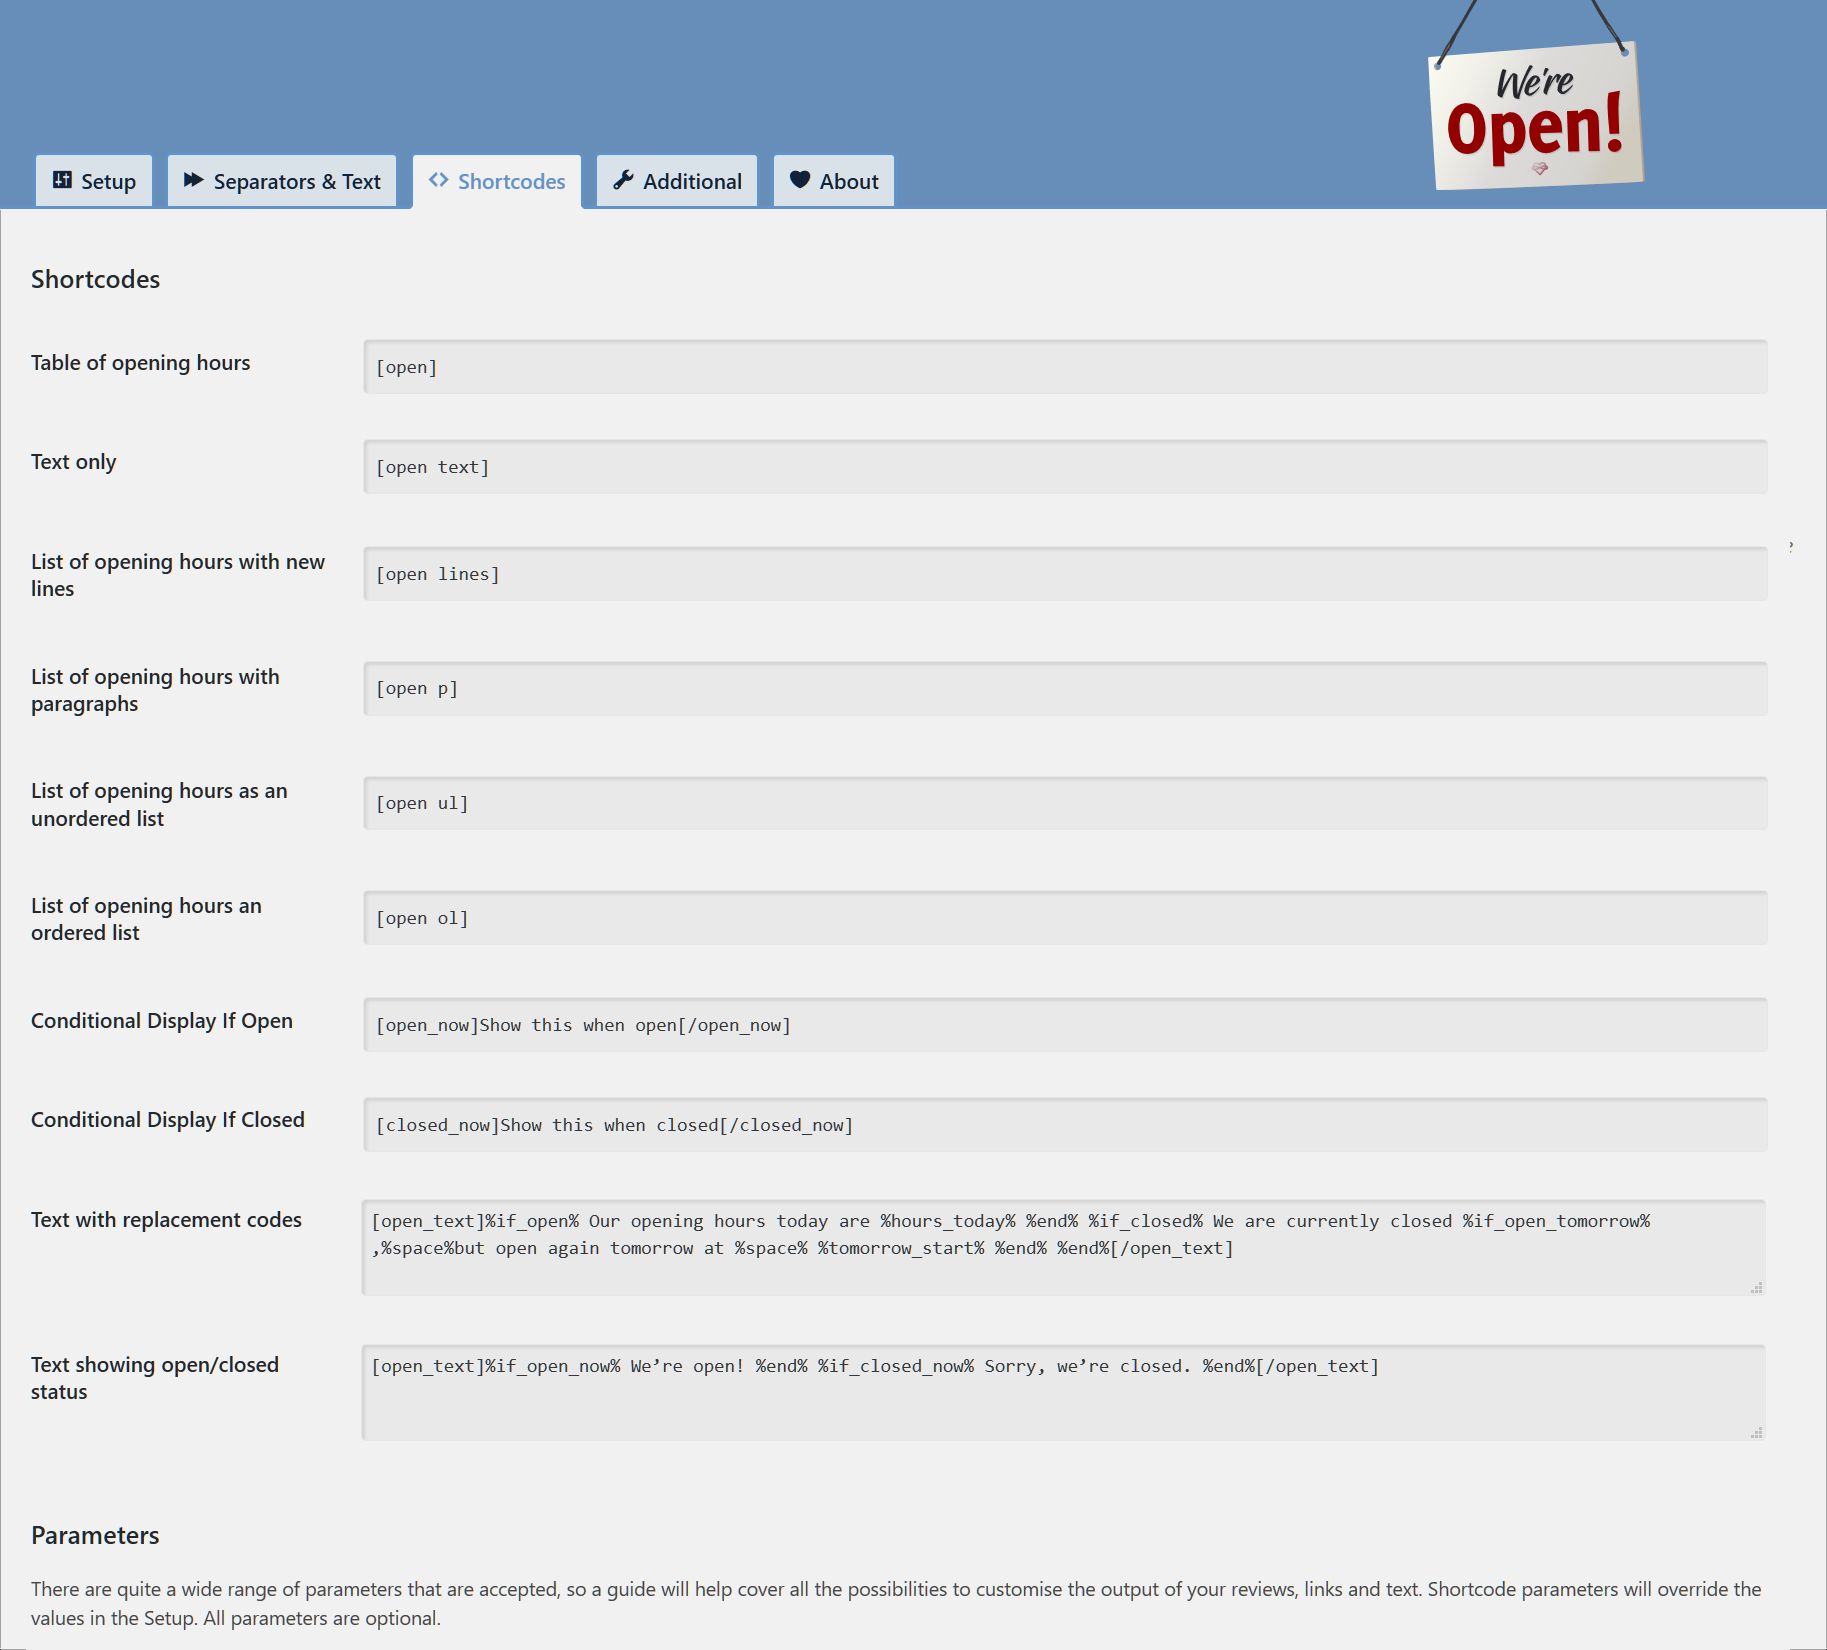 We're
Open!
Setup
Separators & Text
Shortcodes
Additional
About
Shortcodes
Table of opening hours
[open]
Text only
[open text]
List of opening hours with new
lines
[open lines]
List of opening hours with
paragraphs
[open p]
List of opening hours as an
unordered list
[open ul]
List of opening hours an
ordered list
[open ol]
Conditional Display If Open
[open_now]Show this when open[/open_now]
Conditional Display If Closed
[closed_now]Show this when closed[/closed_now]
Text with replacement codes
[open_text]%if_open% Our opening hours today are %hours_today% %end% %if_closed% We are currently closed %if_open_tomorrow%
,%space%but open again tomorrow at %space% %tomorrow_start% %end% %end%[/open_text]
Text showing open/closed
status
[open_text]%if_open_now% We’re open! %end% %if_closed_now% Sorry, we’re closed. %end%[/open_text]
Parameters
There are quite a wide range of parameters that are accepted, so a guide will help cover all the possibilities to customise the output of your reviews, links and text. Shortcode parameters will override the
values in the Setup. All parameters are optional.